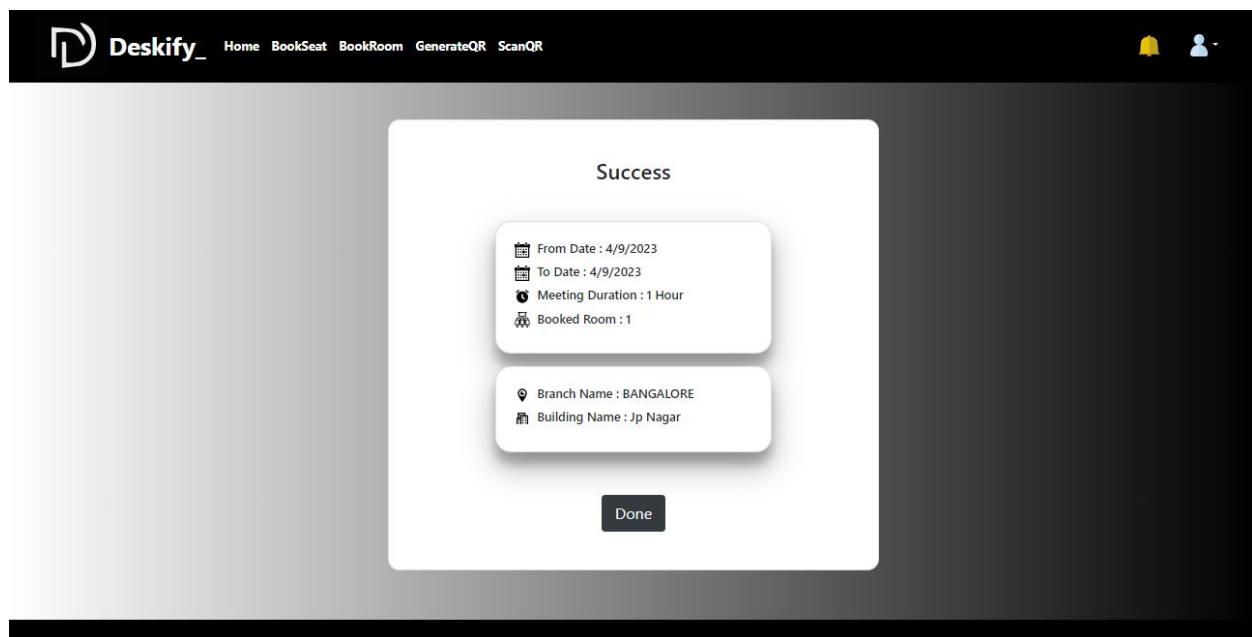 Deskify_ Home BookSeat BookRoom GenerateQR ScanQR
Success
From Date : 4/9/2023
To Date : 4/9/2023
Meeting Duration : 1 Hour
Booked Room : 1
Branch Name : BANGALORE
Building Name : Jp Nagar
Done